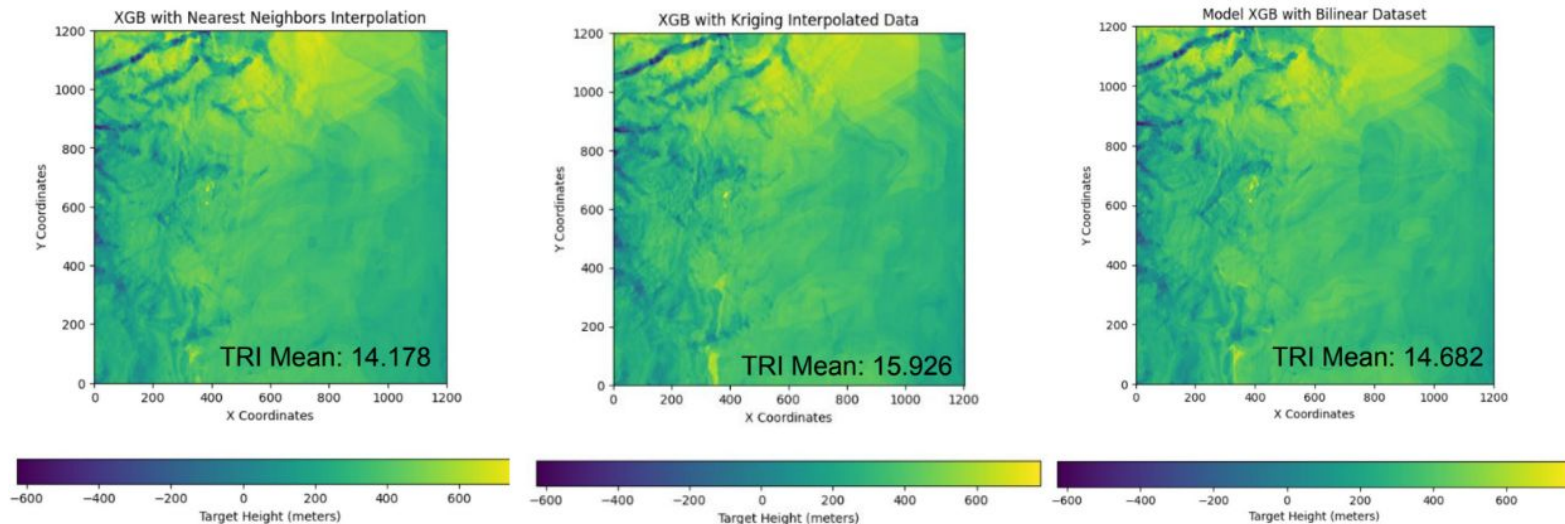 XGB with Nearest Neighbors Interpolation
1200
1000
800
600
400
200
0
Y Coordinates
TRI Mean: 14.178
0 200 400 600 800 1000 1200
X Coordinates
−600 −400 −200 0 200 400 600
Target Height (meters)
XGB with Kriging Interpolated Data
1200
1000
800
600
400
200
0
Y Coordinates
TRI Mean: 15.926
0 200 400 600 800 1000 1200
X Coordinates
−600 −400 −200 0 200 400 600
Target Height (meters)
Model XGB with Bilinear Dataset
1200
1000
800
600
400
200
0
Y Coordinates
TRI Mean: 14.682
0 200 400 600 800 1000 1200
X Coordinates
−600 −400 −200 0 200 400 600
Target Height (meters)